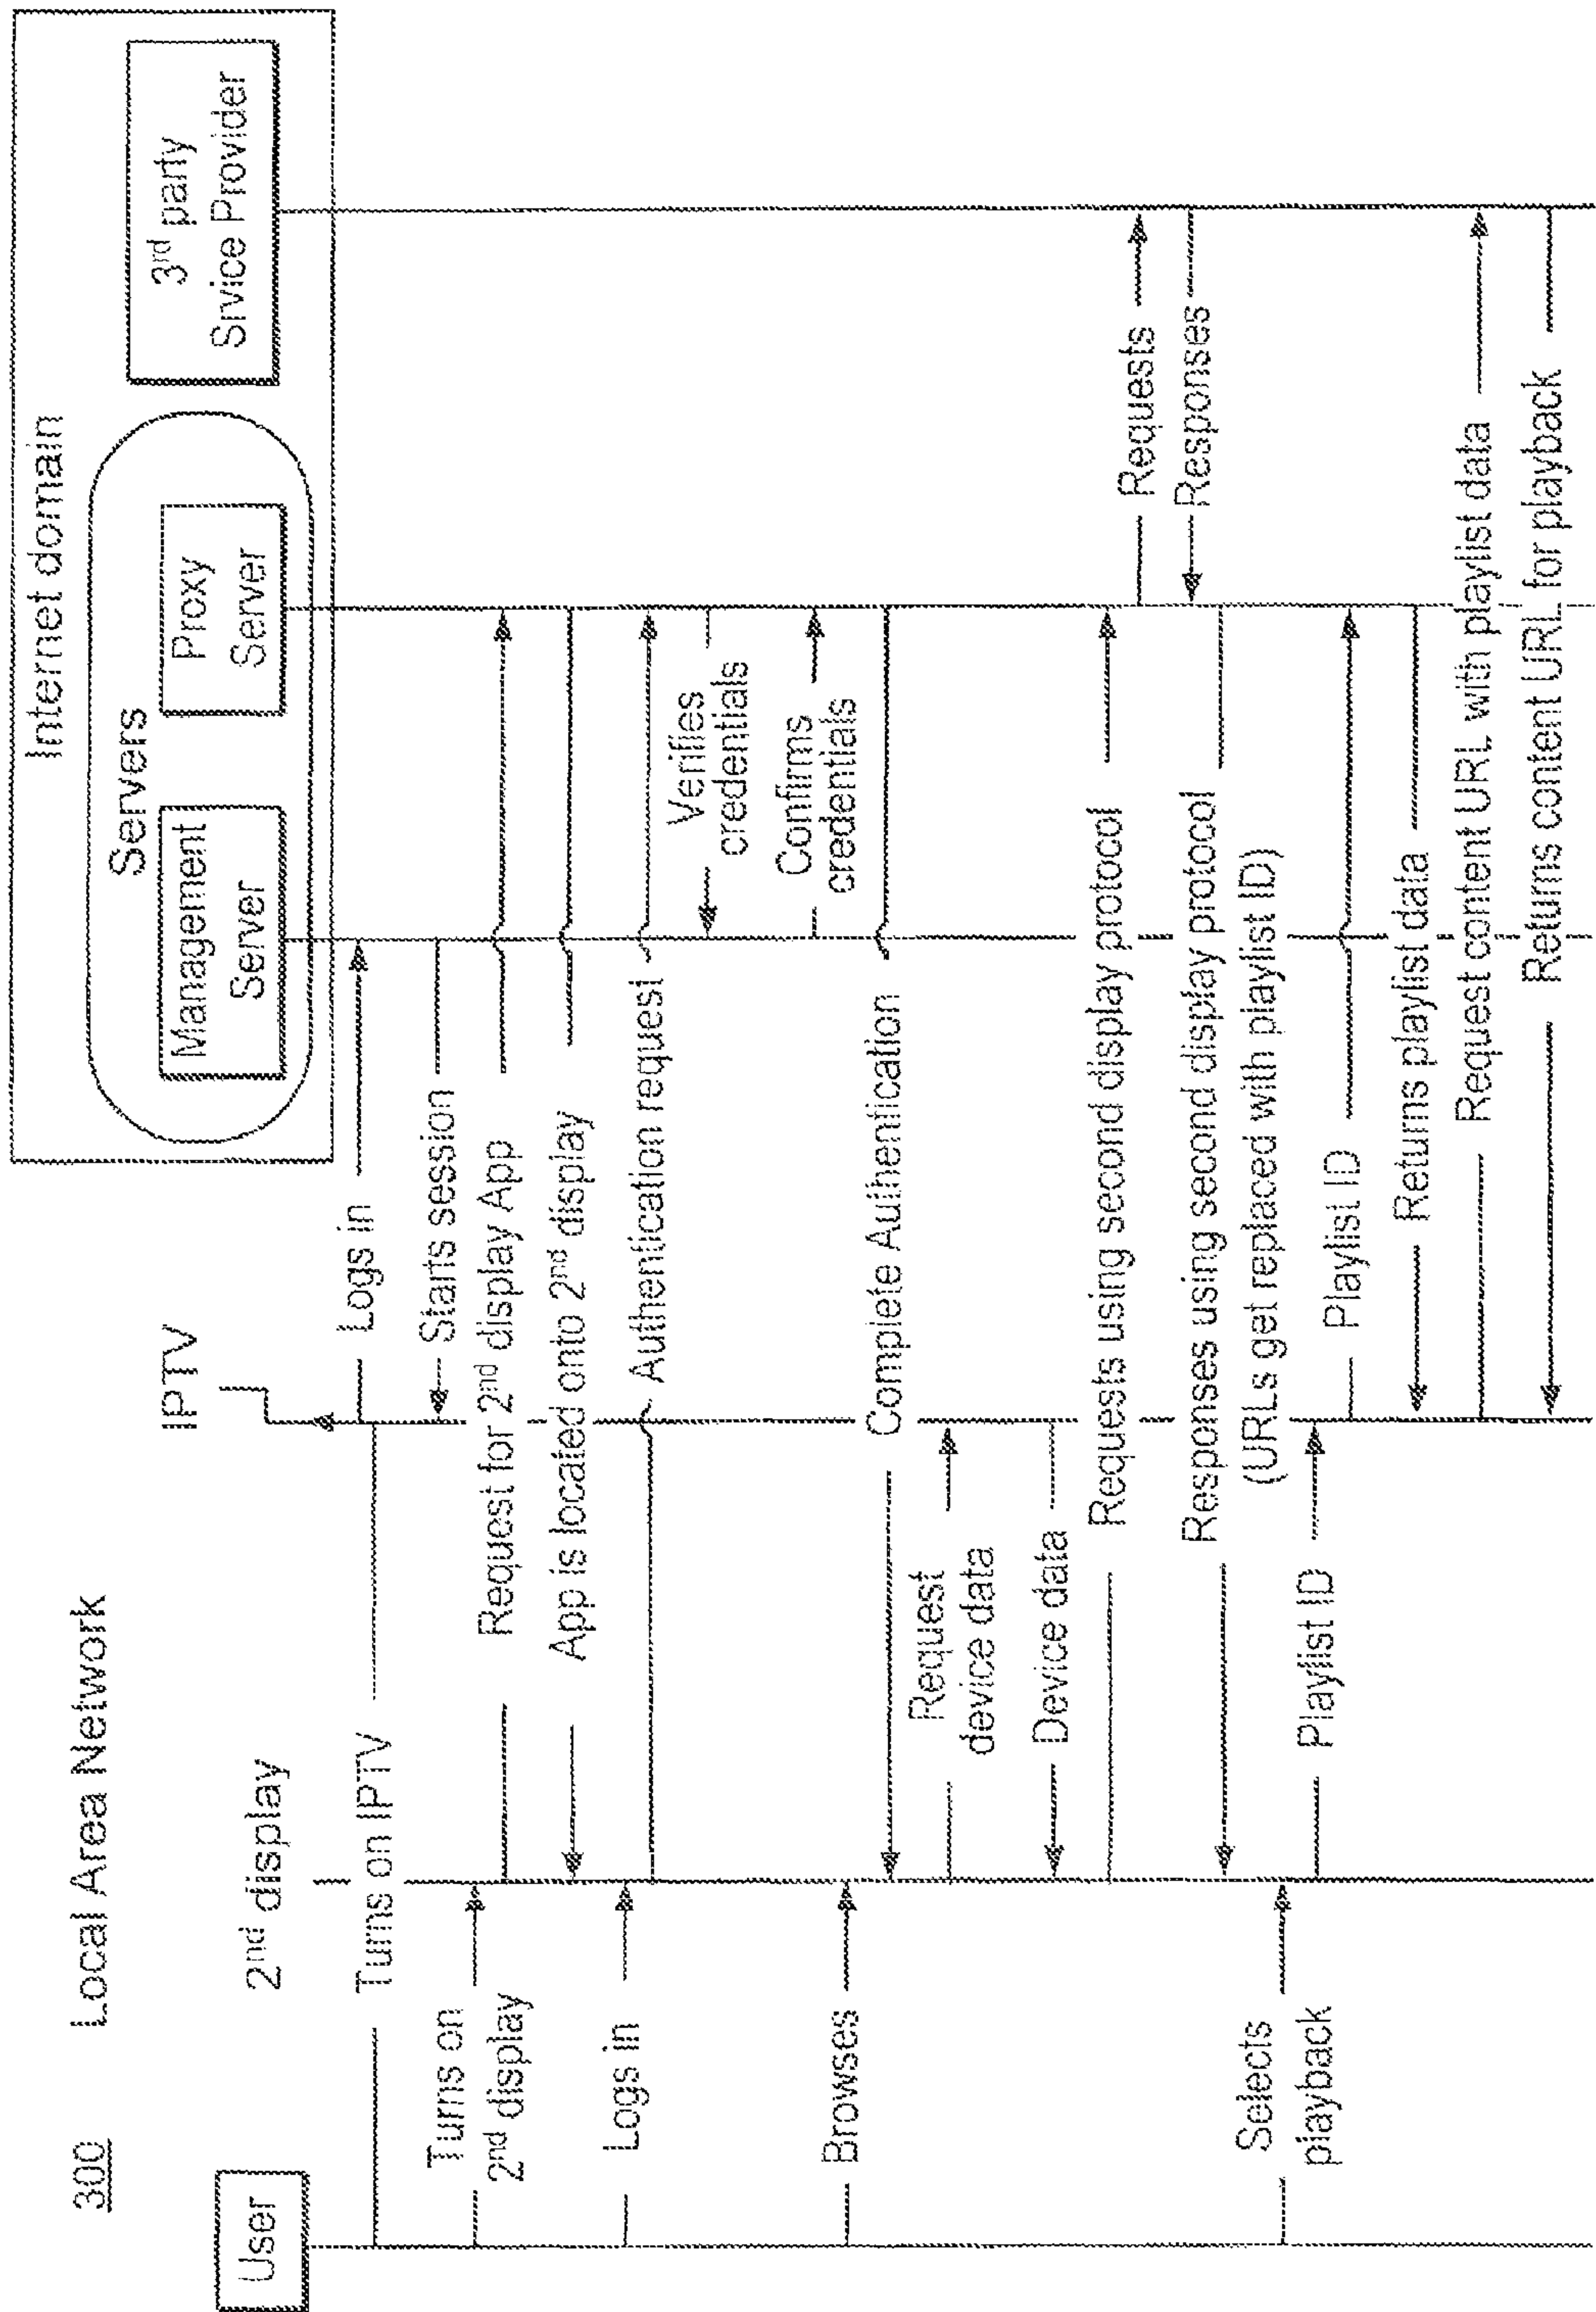 300
Local Area Network
Internet domain
Servers
User
2nd display
IPTV
Management
Server
Proxy
Server
3rd party
Srvice Provider
Turns on IPTV
Logs in
Starts session
Turns on
2nd display
Request for 2nd display App
App is located onto 2nd display
Logs in
Authentication request
Verifies
credentials
Confirms
credentials
Browses
Complete Authentication
Request
device data
Device data
Requests using second display protocol
Requests
Responses
Responses using second display protocol
(URLs get replaced with playlist ID)
Selects
playback
Playlist ID
Playlist ID
Returns playlist data
Request content URL with playlist data
Returns content URL for playback